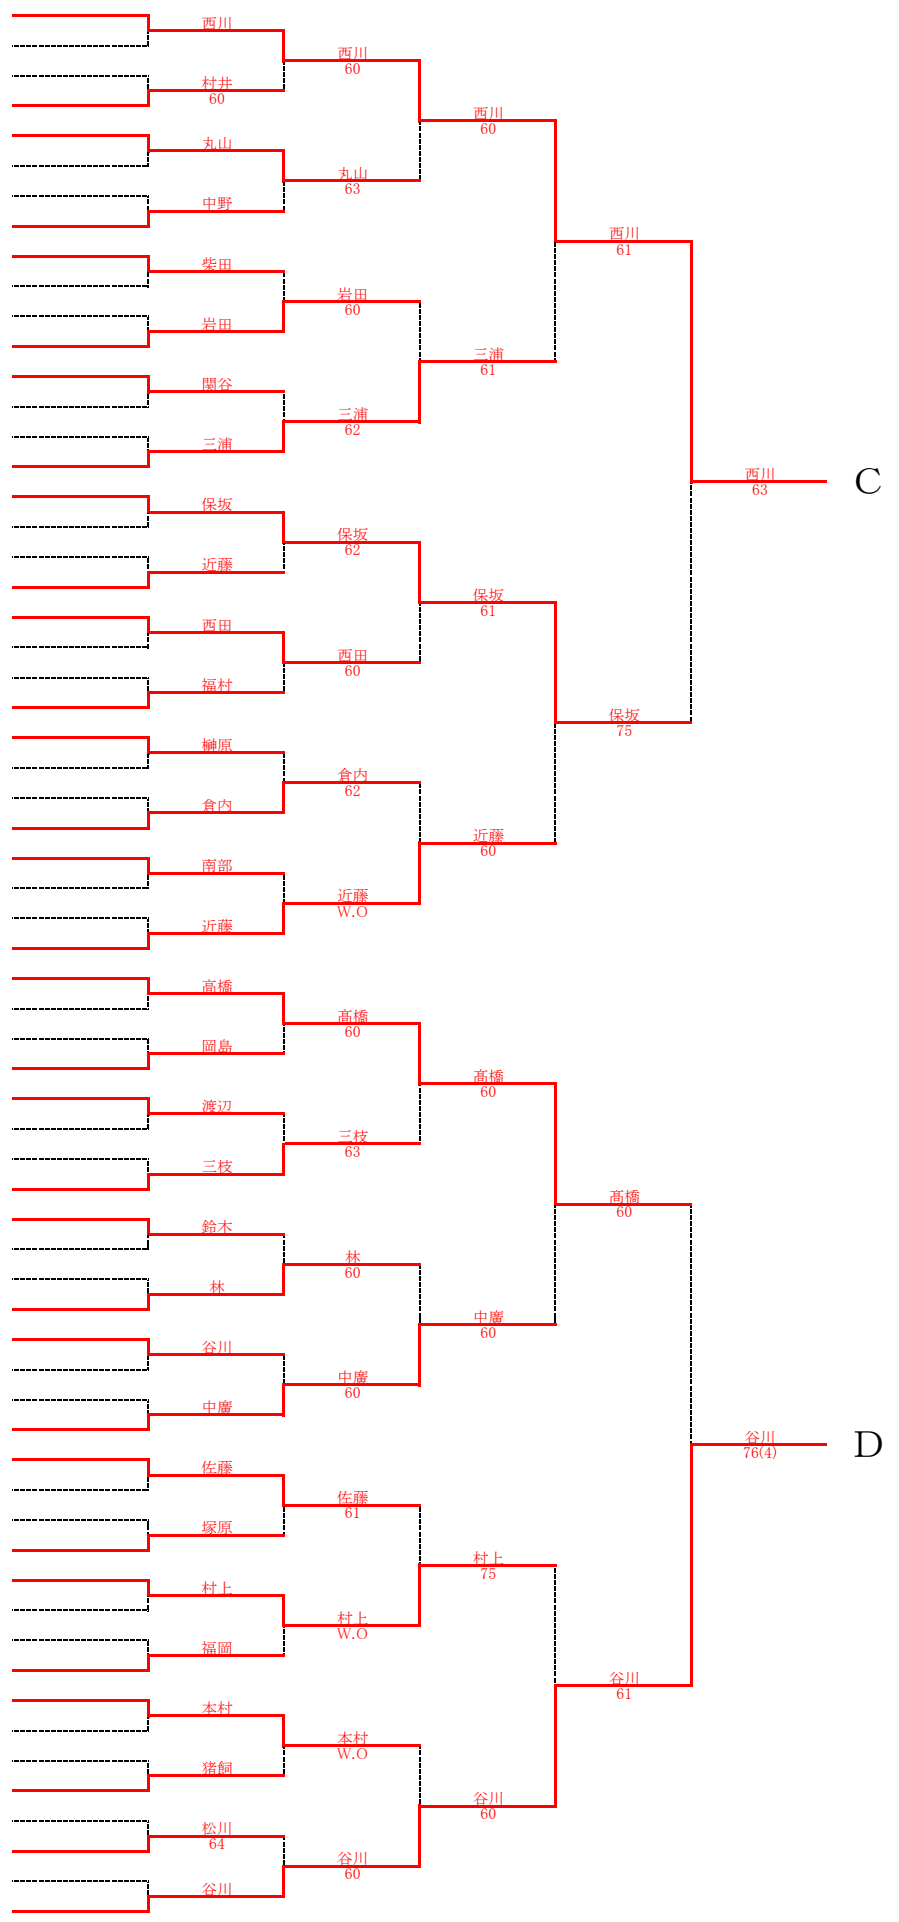 西川
村井
60
丸山
中野
柴田
岩田
関谷
三浦
保坂
近藤
西田
福村
榊原
倉内
南部
近藤
高橋
岡島
渡辺
三枝
鈴木
林
谷川
中廣
佐藤
塚原
村上
福岡
本村
猪飼
松川
64
谷川
西川
60
丸山
63
岩田
60
三浦
62
保坂
62
西田
60
倉内
62
近藤
W.O
髙橋
60
三枝
63
林
60
中廣
60
佐藤
61
村上
W.O
本村
W.O
谷川
60
西川
60
三浦
61
保坂
61
近藤
60
髙橋
60
中廣
60
村上
75
谷川
60
西川
61
保坂
75
髙橋
60
谷川
61
西川
63
谷川
76(4)
C
D